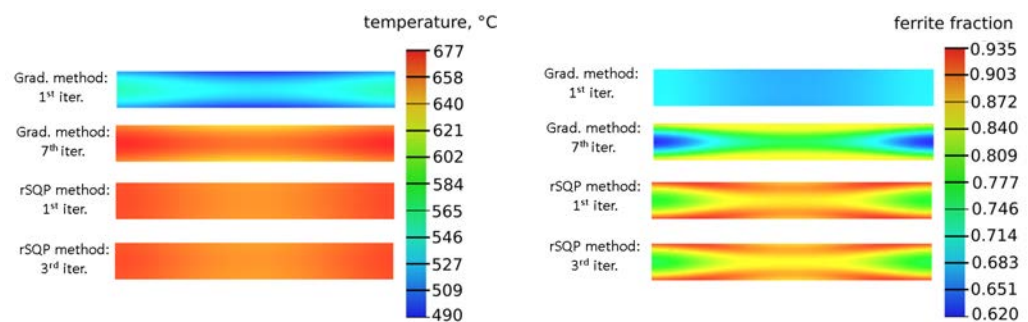 temperature, °C
Grad. method:
1st iter.
Grad. method:
7th iter.
rSQP method:
1st iter.
rSQP method:
3rd iter.
677
658
640
621
602
584
565
546
527
509
490
ferrite fraction
Grad. method:
1st iter.
Grad. method:
7th iter.
rSQP method:
1st iter.
rSQP method:
3rd iter.
0.935
0.903
0.872
0.840
0.809
0.777
0.746
0.714
0.683
0.651
0.620